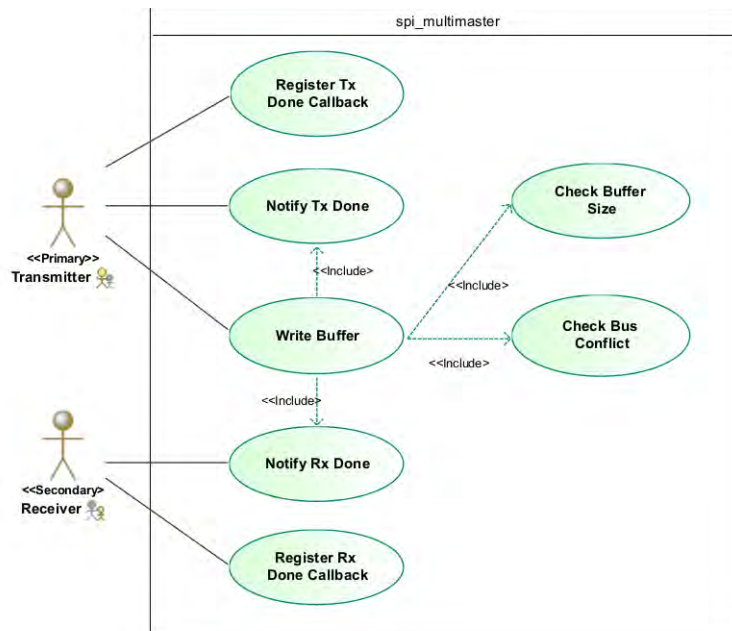 spi_multimaster
Register Tx
Done Callback
Notify Tx Done
Check Buffer
Size
<<Primary>>
Transmitter
<<Include>
<<Include>
Write Buffer
Check Bus
Conflict
<<Include>
<<Include>
Notify Rx Done
<<Secondary>
Receiver
Register Rx
Done Callback